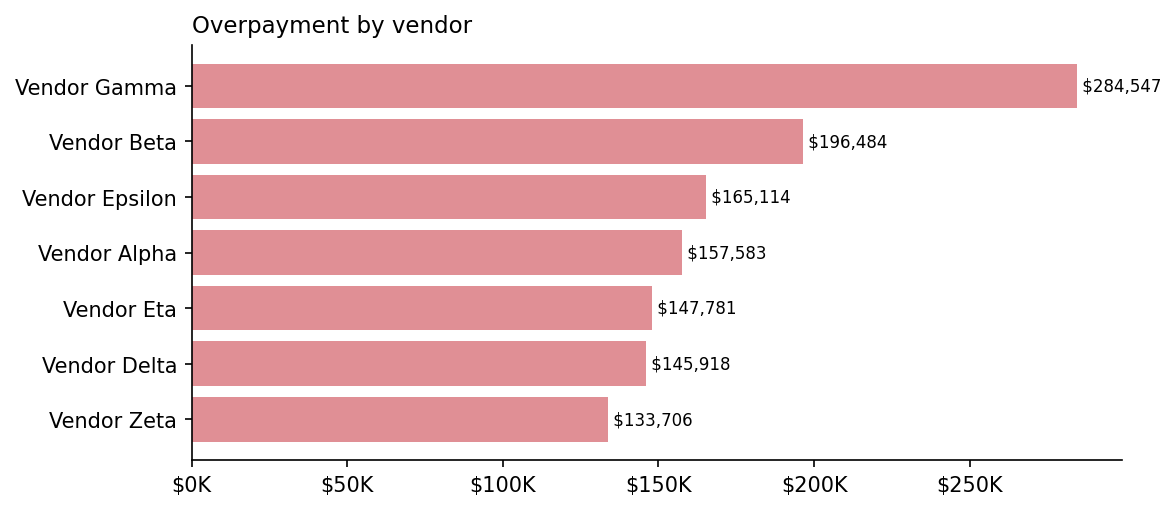 Overpayment by vendor
Vendor Gamma $284,547
Vendor Beta $196,484
Vendor Epsilon $165,114
Vendor Alpha $157,583
Vendor Eta $147,781
Vendor Delta $145,918
Vendor Zeta $133,706
$0K $50K $100K $150K $200K $250K